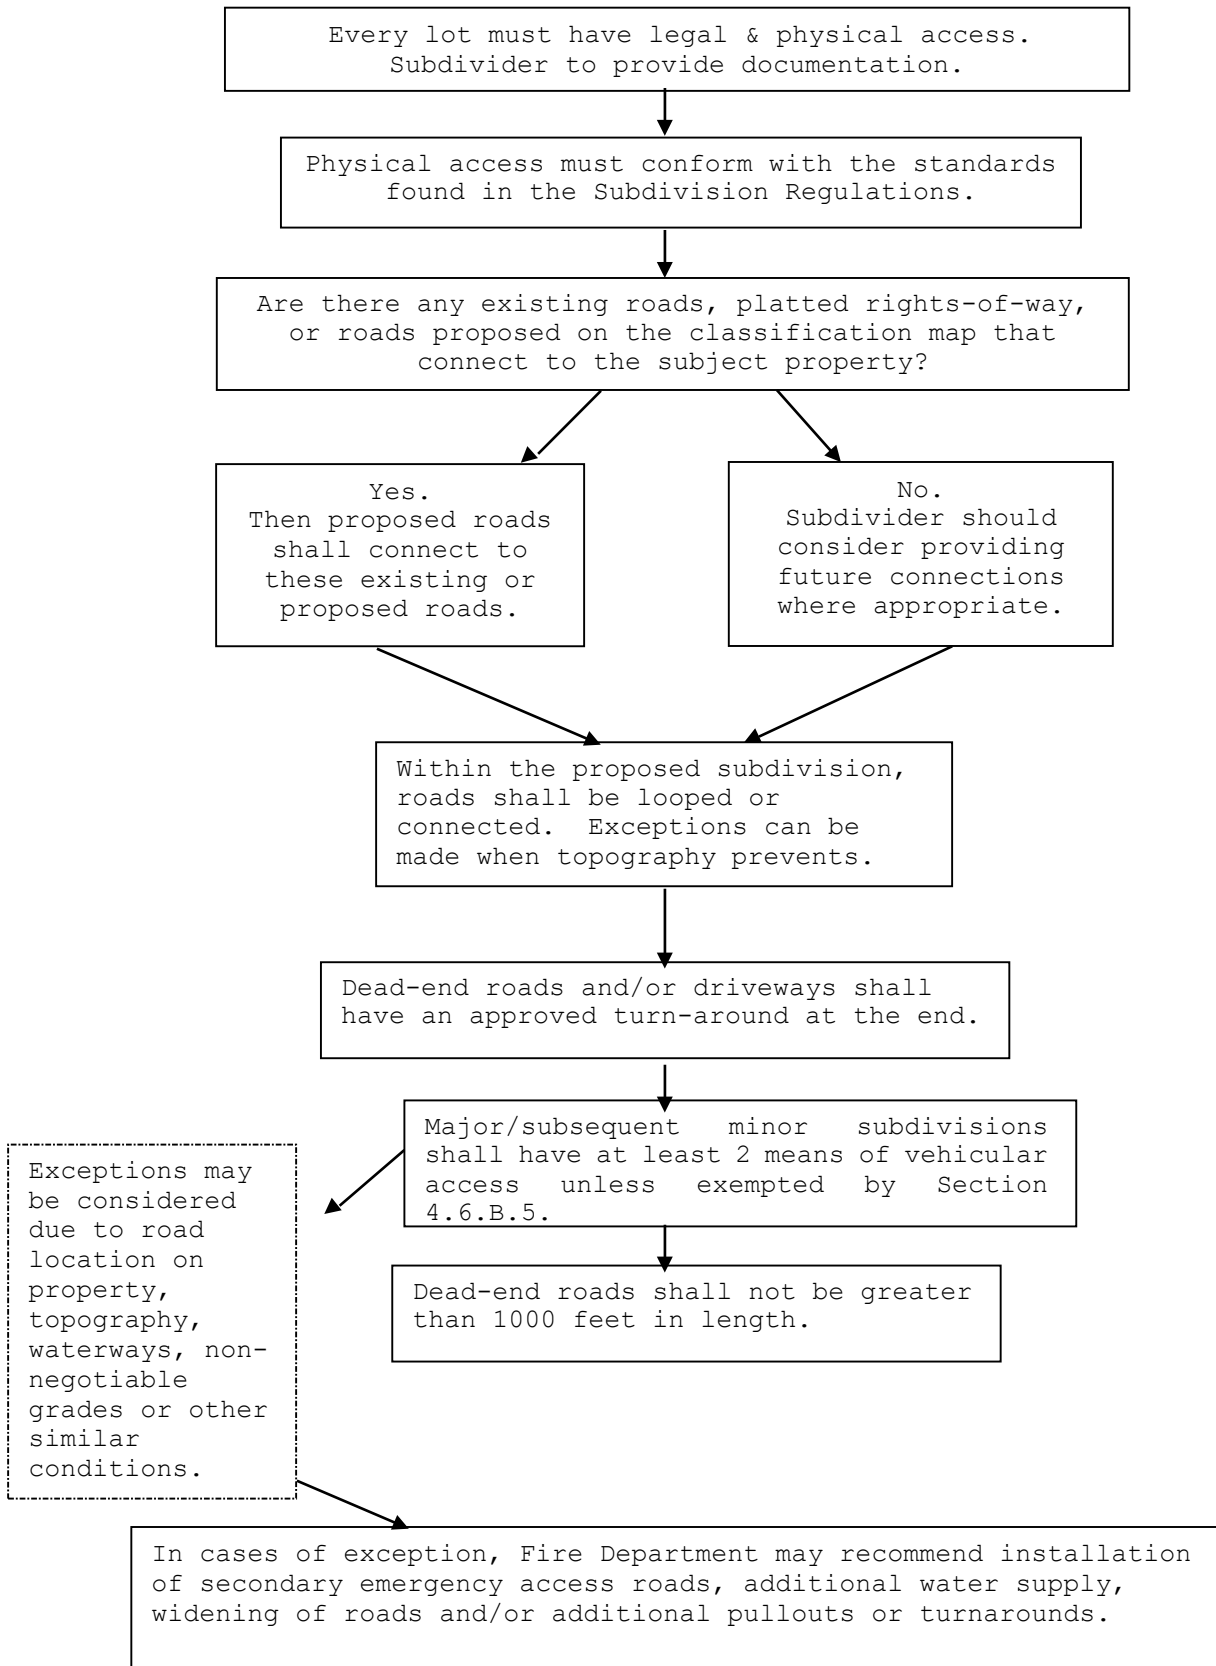 Every lot must have legal & physical access.
Subdivider to provide documentation.
Physical access must conform with the standards
found in the Subdivision Regulations.
Are there any existing roads, platted rights-of-way,
or roads proposed on the classification map that
connect to the subject property?
Yes.
Then proposed roads
shall connect to
these existing or
proposed roads.
No.
Subdivider should
consider providing
future connections
where appropriate.
Within the proposed subdivision,
roads shall be looped or
connected.  Exceptions can be
made when topography prevents.
Dead-end roads and/or driveways shall
have an approved turn-around at the end.
Major/subsequent minor subdivisions
shall have at least 2 means of vehicular
access unless exempted by Section
4.6.B.5.
Exceptions may
be considered
due to road
location on
property,
topography,
waterways, non-
negotiable
grades or other
similar
conditions.
Dead-end roads shall not be greater
than 1000 feet in length.
In cases of exception, Fire Department may recommend installation
of secondary emergency access roads, additional water supply,
widening of roads and/or additional pullouts or turnarounds.